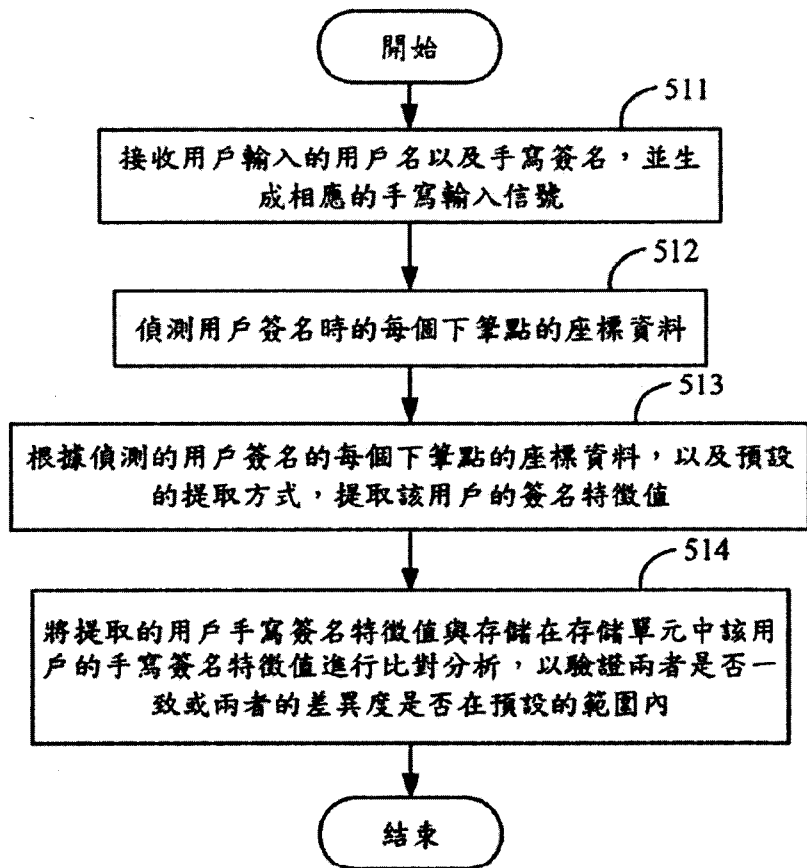 開始
511
接收用戶輸入的用戶名以及手寫簽名，並生
成相應的手寫輸入信號
512
偵測用戶簽名時的每個下筆點的座標資料
513
根據偵測的用戶簽名的每個下筆點的座標資料，以及預設
的提取方式，提取該用戶的簽名特徵值
514
將提取的用戶手寫簽名特徵值與存儲在存儲單元中該用
戶的手寫簽名特徵值進行比對分析，以驗證兩者是否一
致或兩者的差異度是否在預設的範圍內
結束